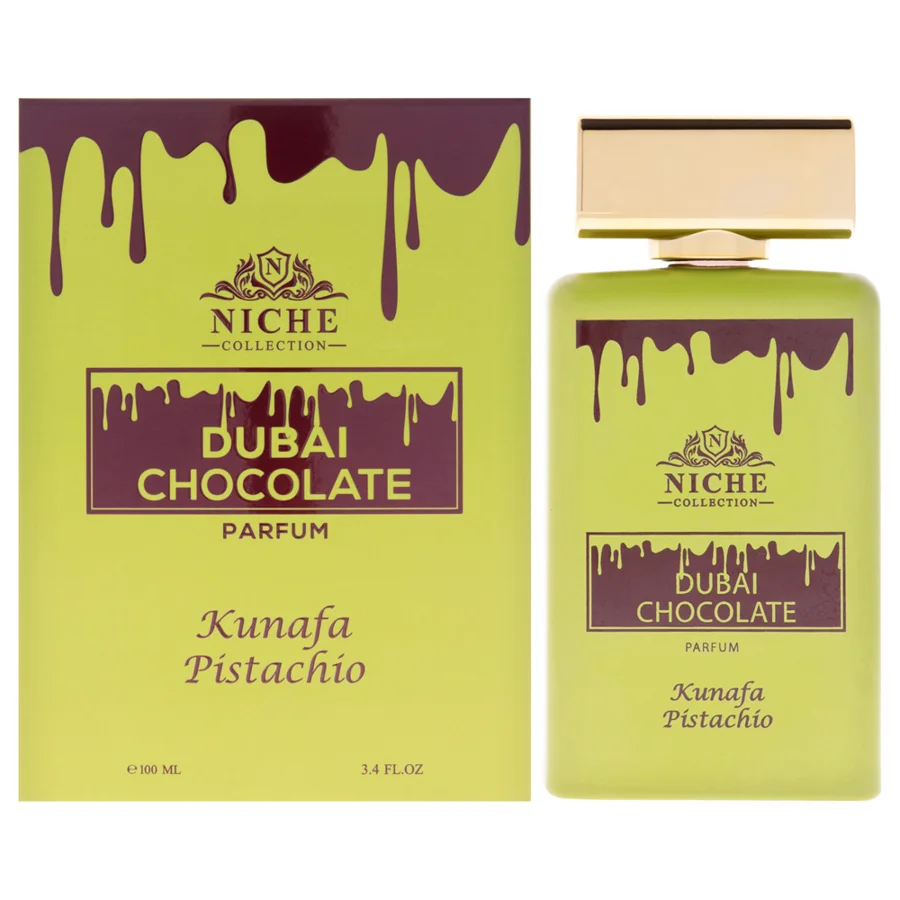 N
NICHE
COLLECTION
DUBAI
CHOCOLATE
PARFUM
Kunafa
Pistachio
℮100 ML 3.4 FL.OZ
N
NICHE
COLLECTION
DUBAI
CHOCOLATE
PARFUM
Kunafa
Pistachio